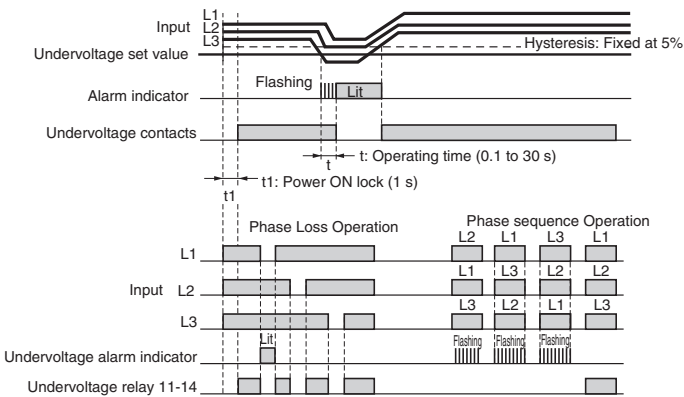 L1
Input L2
L3
Hysteresis: Fixed at 5%
Undervoltage set value
Flashing
Alarm indicator
Lit
Undervoltage contacts
t
t: Operating time (0.1 to 30 s)
t1: Power ON lock (1 s)
t1
Phase Loss Operation
Phase sequence Operation
L2 L1 L3 L1
L1
L1 L3 L2 L2
Input L2
L3 L2 L1 L3
L3
Lit
Flashing Flashing Flashing
Undervoltage alarm indicator
Undervoltage relay 11-14